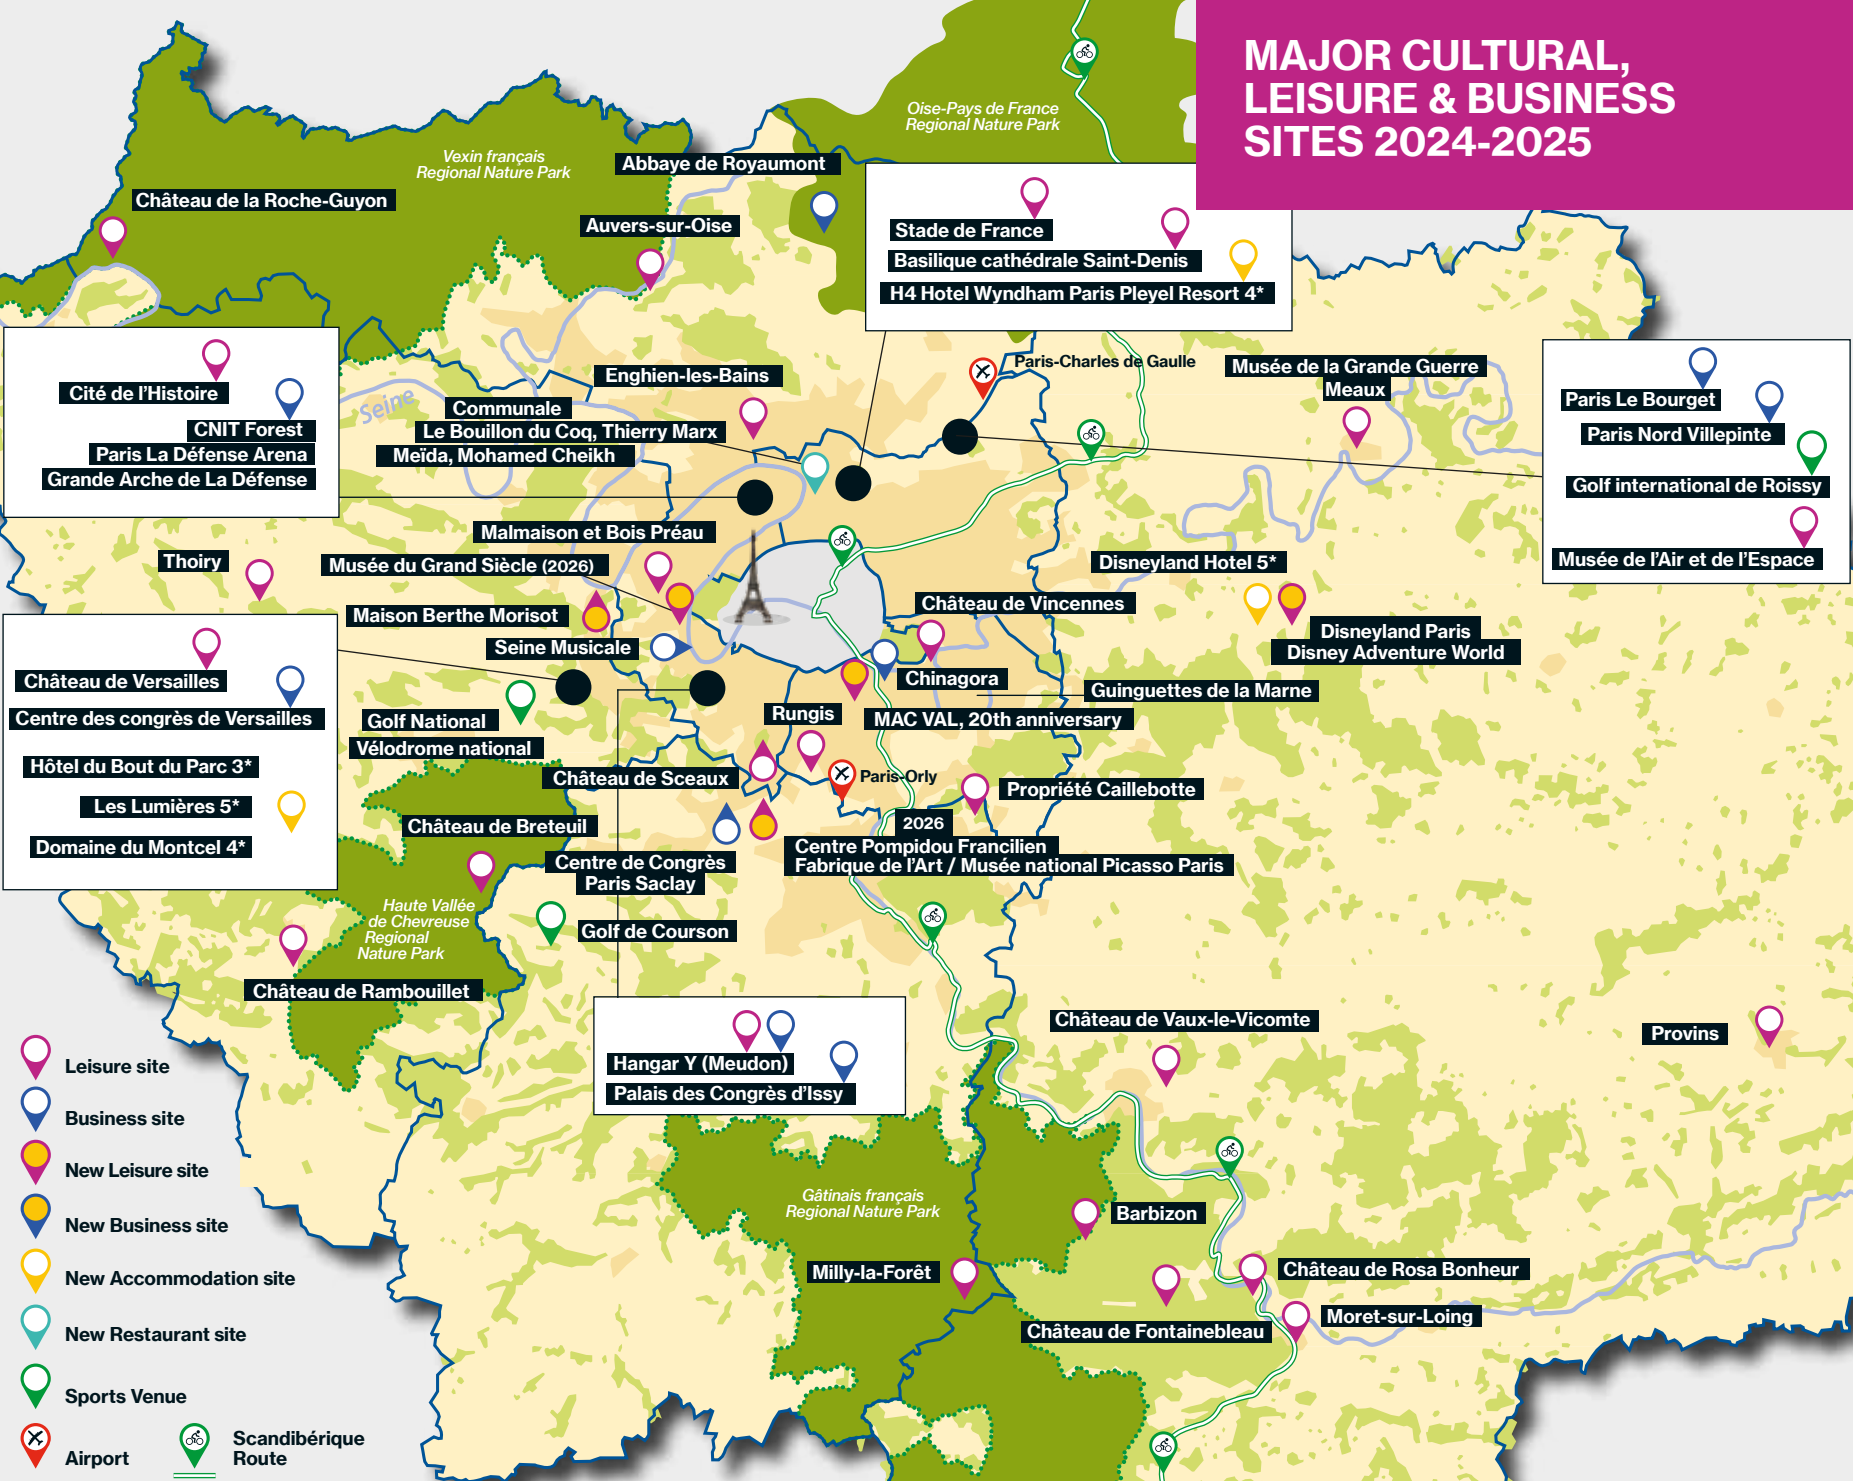 MAJOR CULTURAL,
LEISURE & BUSINESS
SITES 2024-2025
Oise-Pays de France
Regional Nature Park
Vexin français
Regional Nature Park
Abbaye de Royaumont
Château de la Roche-Guyon
Auvers-sur-Oise
Stade de France
Basilique cathédrale Saint-Denis
H4 Hotel Wyndham Paris Pleyel Resort 4*
Cité de l'Histoire
CNIT Forest
Paris La Défense Arena
Grande Arche de La Défense
Seine
Enghien-les-Bains
Communale
Le Bouillon du Coq, Thierry Marx
Meïda, Mohamed Cheikh
Paris-Charles de Gaulle
Musée de la Grande Guerre
Meaux
Paris Le Bourget
Paris Nord Villepinte
Golf international de Roissy
Musée de l'Air et de l'Espace
Malmaison et Bois Préau
Thoiry
Musée du Grand Siècle (2026)
Maison Berthe Morisot
Seine Musicale
Disneyland Hotel 5*
Château de Vincennes
Disneyland Paris
Disney Adventure World
Château de Versailles
Centre des congrès de Versailles
Hôtel du Bout du Parc 3*
Les Lumières 5*
Domaine du Montcel 4*
Chinagora
Guinguettes de la Marne
Golf National
Vélodrome national
Rungis
MAC VAL, 20th anniversary
Château de Sceaux
Paris-Orly
Propriété Caillebotte
Château de Breteuil
2026
Centre Pompidou Francilien
Fabrique de l'Art / Musée national Picasso Paris
Centre de Congrès
Paris Saclay
Haute Vallée
de Chevreuse
Regional
Nature Park
Golf de Courson
Château de Rambouillet
Hangar Y (Meudon)
Palais des Congrès d'Issy
Château de Vaux-le-Vicomte
Provins
Gâtinais français
Regional Nature Park
Barbizon
Milly-la-Forêt
Château de Rosa Bonheur
Château de Fontainebleau
Moret-sur-Loing
Leisure site
Business site
New Leisure site
New Business site
New Accommodation site
New Restaurant site
Sports Venue
Airport
Scandibérique
Route